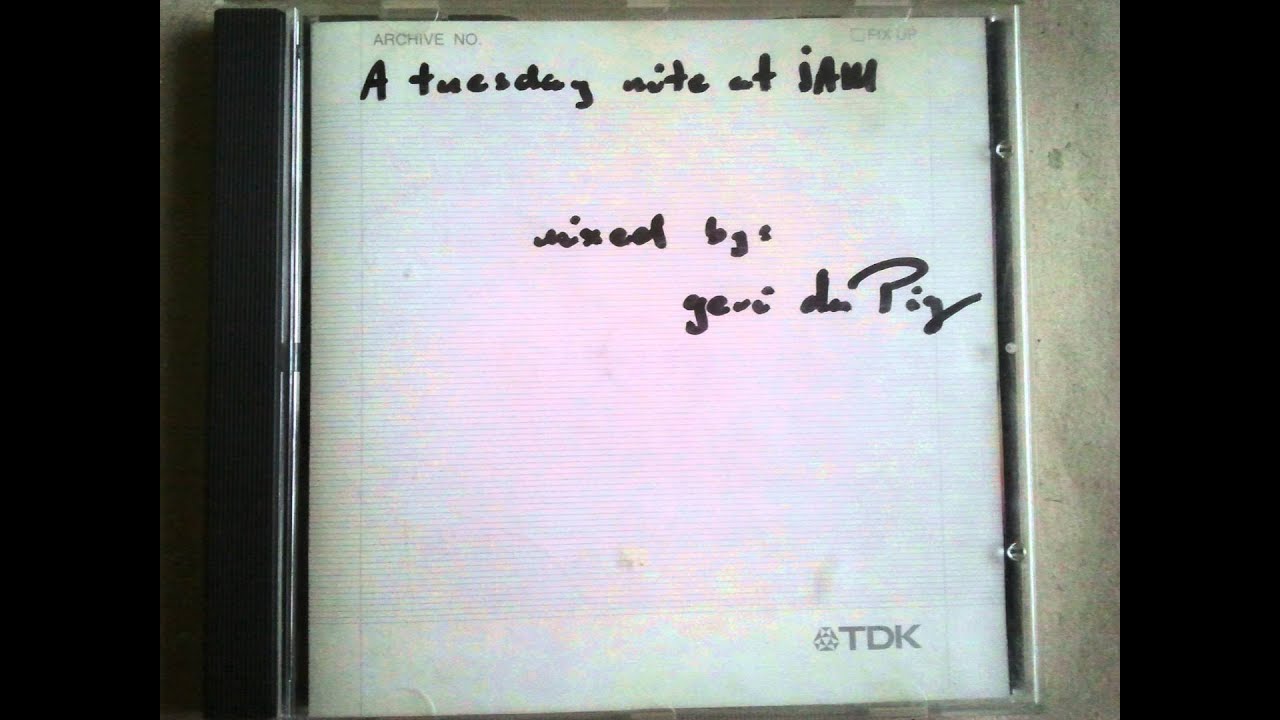 ARCHIVE NO. FIX UP
A tuesday nite at jAM
mixed by:
geri da Pig
TDK